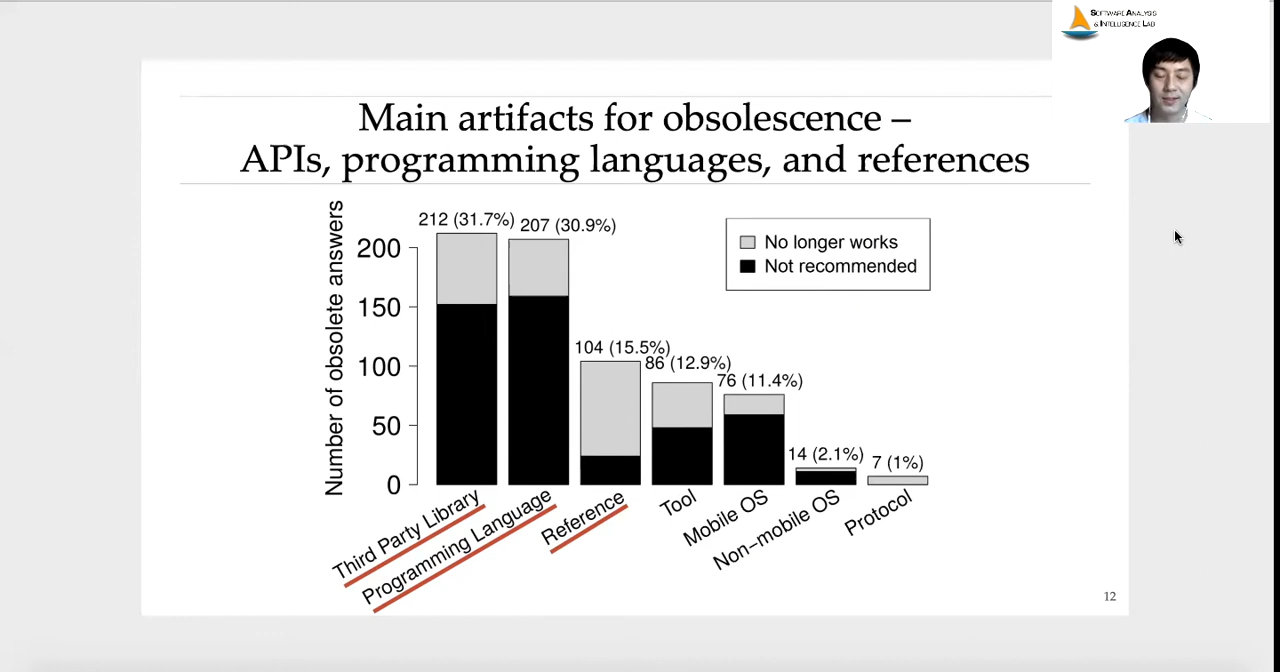 SOFTWARE ANALYSIS
& INTELLIGENCE LAB
Main artifacts for obsolescence –
APIs, programming languages, and references
Number of obsolete answers
200
150
100
50
0
212 (31.7%)
207 (30.9%)
104 (15.5%)
86 (12.9%)
76 (11.4%)
14 (2.1%)
7 (1%)
No longer works
Not recommended
Third Party Library
Programming Language
Reference
Tool
Mobile OS
Non−mobile OS
Protocol
12